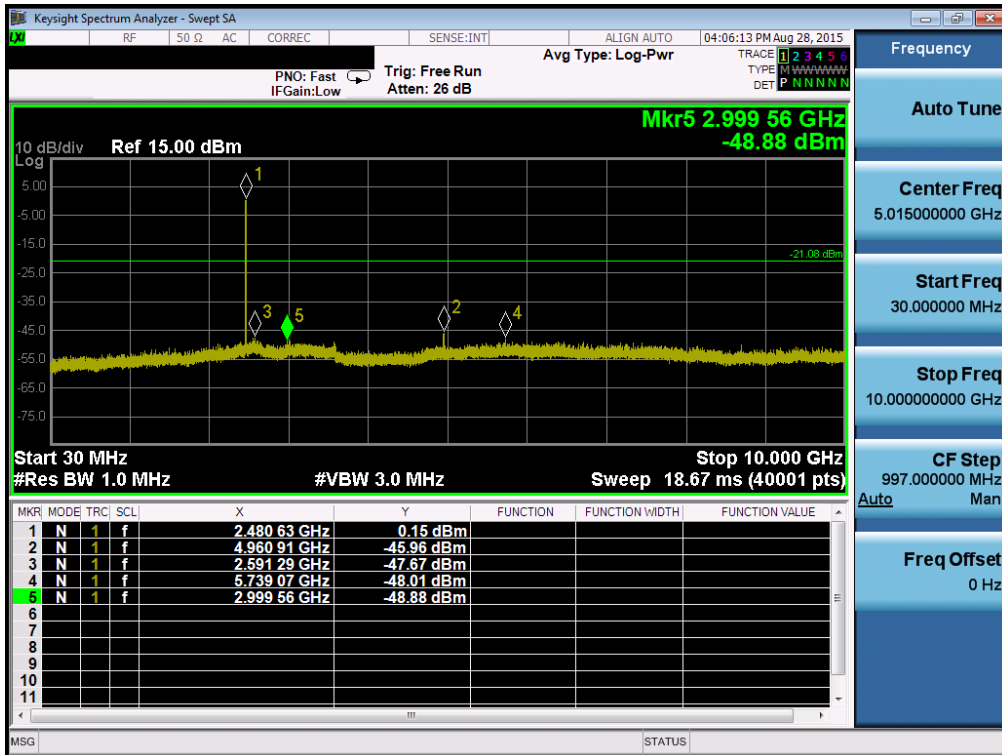 Keysight Spectrum Analyzer - Swept SA
LXI RF 50 Ω AC CORREC SENSE:INT ALIGN AUTO 04:06:13 PM Aug 28, 2015
PNO: Fast
IFGain:Low
Trig: Free Run
Atten: 26 dB
Avg Type: Log-Pwr
TRACE 1 2 3 4 5 6
TYPE M W W W W W
DET P N N N N N
Mkr5 2.999 56 GHz
-48.88 dBm
10 dB/div Ref 15.00 dBm
Log
5.00
-5.00
-15.0
-25.0
-35.0
-45.0
-55.0
-65.0
-75.0
1
-21.08 dBm
3
5
2
4
Start 30 MHz Stop 10.000 GHz
#Res BW 1.0 MHz #VBW 3.0 MHz Sweep 18.67 ms (40001 pts)
MKR MODE TRC SCL X Y FUNCTION FUNCTION WIDTH FUNCTION VALUE
1 N 1 f 2.480 63 GHz 0.15 dBm
2 N 1 f 4.960 91 GHz -45.96 dBm
3 N 1 f 2.591 29 GHz -47.67 dBm
4 N 1 f 5.739 07 GHz -48.01 dBm
5 N 1 f 2.999 56 GHz -48.88 dBm
6
7
8
9
10
11
MSG STATUS
Frequency
Auto Tune
Center Freq
5.015000000 GHz
Start Freq
30.000000 MHz
Stop Freq
10.000000000 GHz
CF Step
997.000000 MHz
Auto Man
Freq Offset
0 Hz